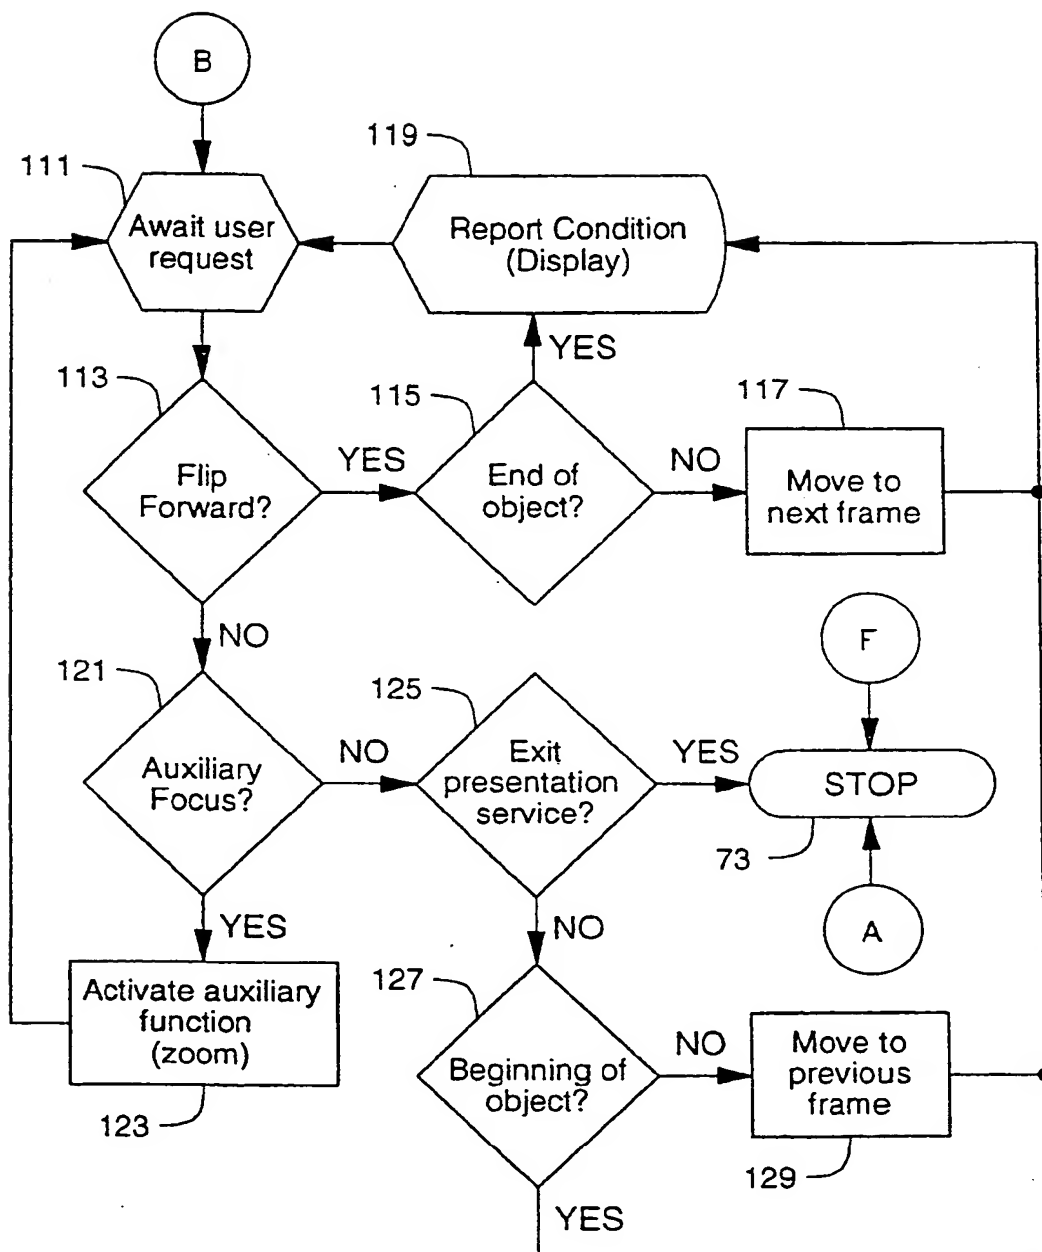 B
111
Await user
request
119
Report Condition
(Display)
YES
113
Flip
Forward?
YES
115
End of
object?
NO
117
Move to
next frame
NO
F
121
Auxiliary
Focus?
NO
125
Exit
presentation
service?
YES
STOP
73
A
YES
NO
Activate auxiliary
function
(zoom)
123
127
Beginning of
object?
NO
Move to
previous
frame
129
YES